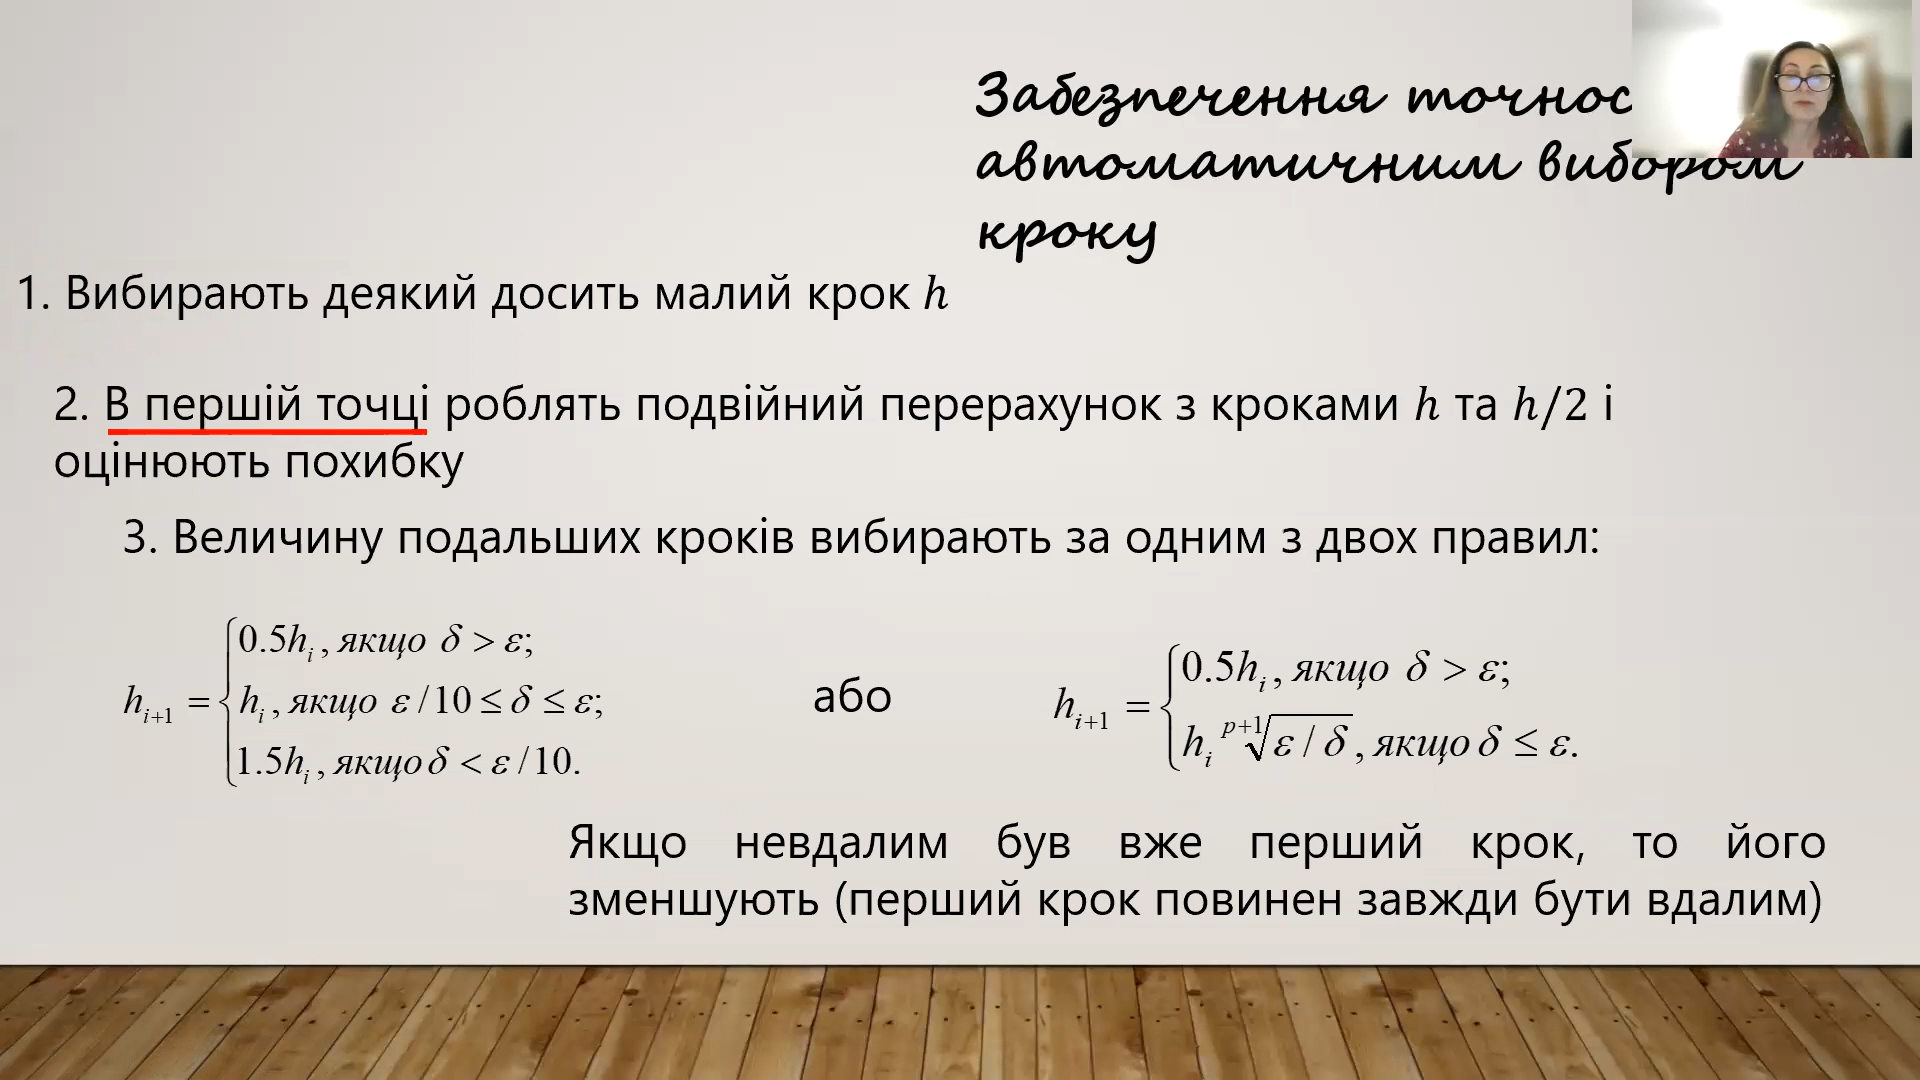 Забезпечення
автоматичним вибором
кроку
1. Вибирають деякий досить малий крок h
2. В першій точці роблять подвійний перерахунок з кроками h та h/2 і
оцінюють похибку
3. Величину подальших кроків вибирають за одним з двох правил:
h_{i+1} = { 0.5h_i, якщо δ > ε;
h_i, якщо ε/10 ≤ δ ≤ ε;
1.5h_i, якщо δ < ε/10.
або
h_{i+1} = { 0.5h_i, якщо δ > ε;
h_i \sqrt[p+1]{ε/δ}, якщо δ ≤ ε.
Якщо невдалим був вже перший крок, то його
зменшують (перший крок повинен завжди бути вдалим)